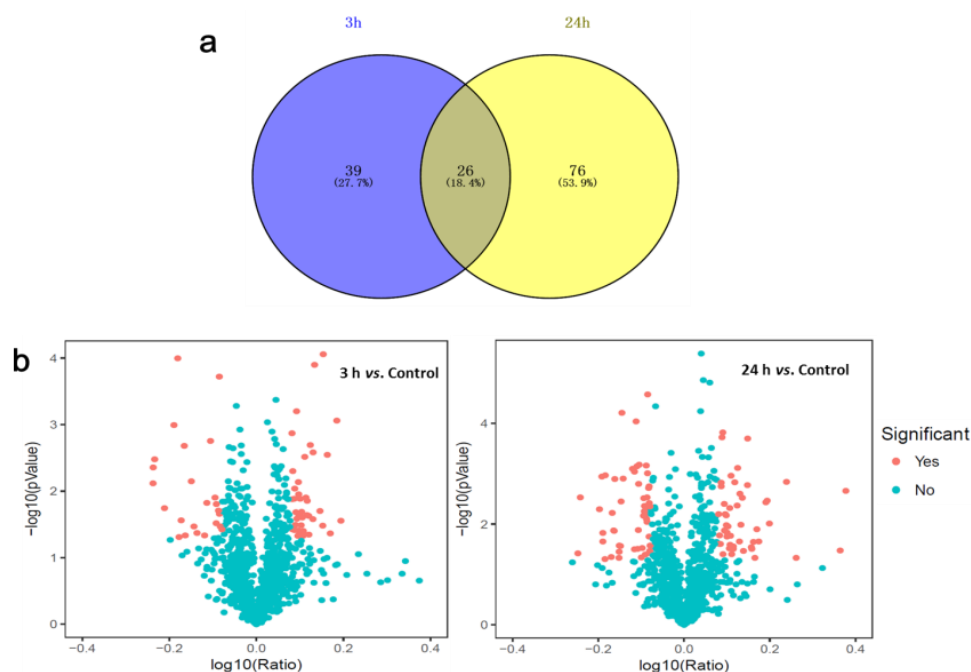 3h 24h
a
39 26 76
(27.7%) (18.4%) (53.9%)
b
3 h vs. Control
−log10(pValue)
4
3
2
1
0
−0.4 −0.2 0.0 0.2 0.4
log10(Ratio)
24 h vs. Control
−log10(pValue)
4
2
0
−0.4 −0.2 0.0 0.2 0.4
log10(Ratio)
Significant
Yes
No